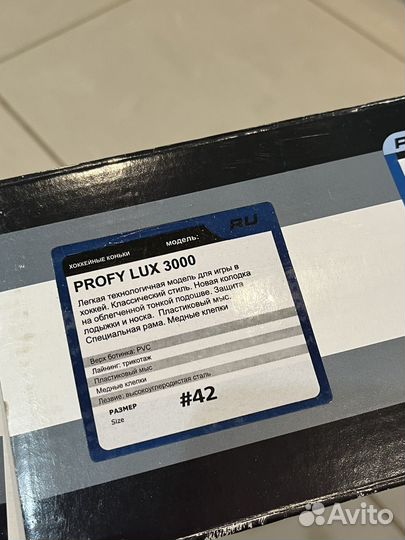 RU
ХОККЕЙНЫЕ КОНЬКИ МОДЕЛЬ:
PROFY LUX 3000
Легкая технологичная модель для игры в
хоккей. Классический стиль. Новая колодка
на облегченной тонкой подошве. Защита
лодыжки и носка. Пластиковый мыс.
Специальная рама. Медные клепки
Верх ботинка: PVC
Лайнинг: трикотаж
Пластиковый мыс
Медные клепки
Лезвие: высокоуглеродистая сталь
РАЗМЕР #42
Size
Avito